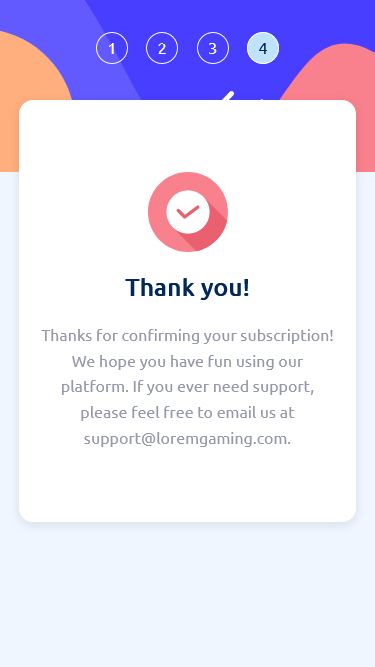 1 2 3 4
Thank you!
Thanks for confirming your subscription!
We hope you have fun using our
platform. If you ever need support,
please feel free to email us at
support@loremgaming.com.